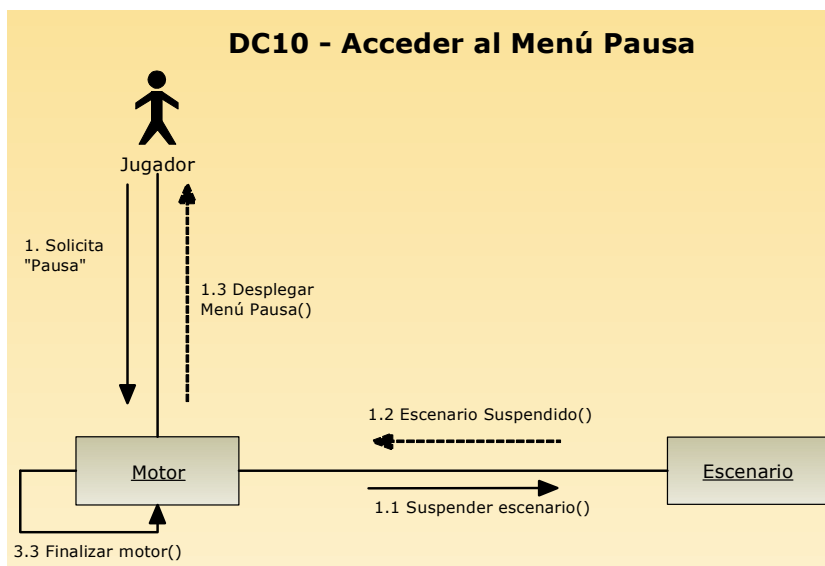 DC10 - Acceder al Menú Pausa
Jugador
1. Solicita
"Pausa"
1.3 Desplegar
Menú Pausa()
1.2 Escenario Suspendido()
Motor
Escenario
1.1 Suspender escenario()
3.3 Finalizar motor()